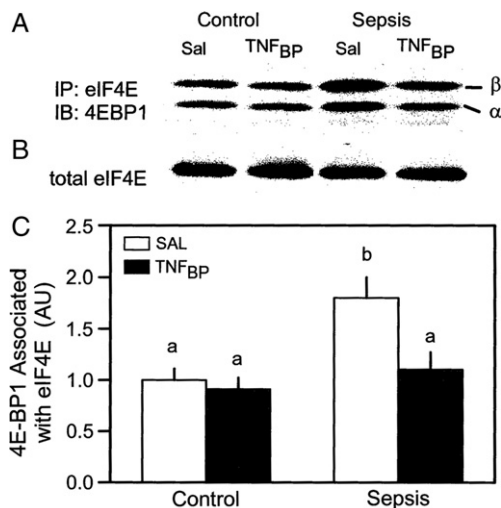 A
Control Sepsis
Sal TNFBP Sal TNFBP
IP: eIF4E
IB: 4EBP1
β
α
B
total eIF4E
C
4E-BP1 Associated
with eIF4E (AU)
2.5
2.0
1.5
1.0
0.5
0.0
SAL
TNFBP
a
a
b
a
Control Sepsis